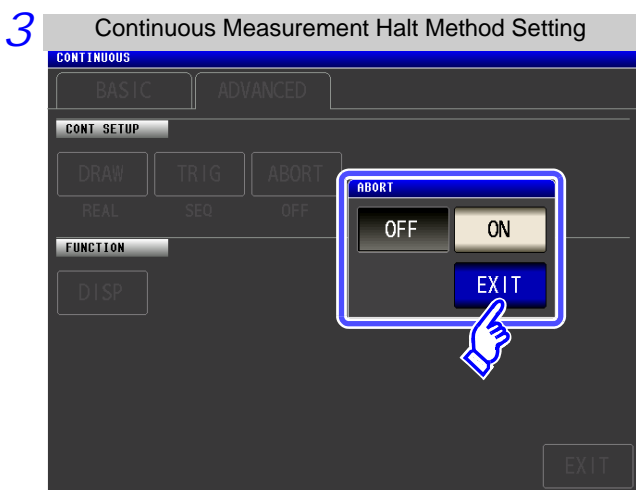 3 Continuous Measurement Halt Method Setting
CONTINUOUS
BASIC ADVANCED
CONT SETUP
DRAW TRIG ABORT
REAL SEQ OFF
ABORT
OFF ON
EXIT
FUNCTION
DISP
EXIT